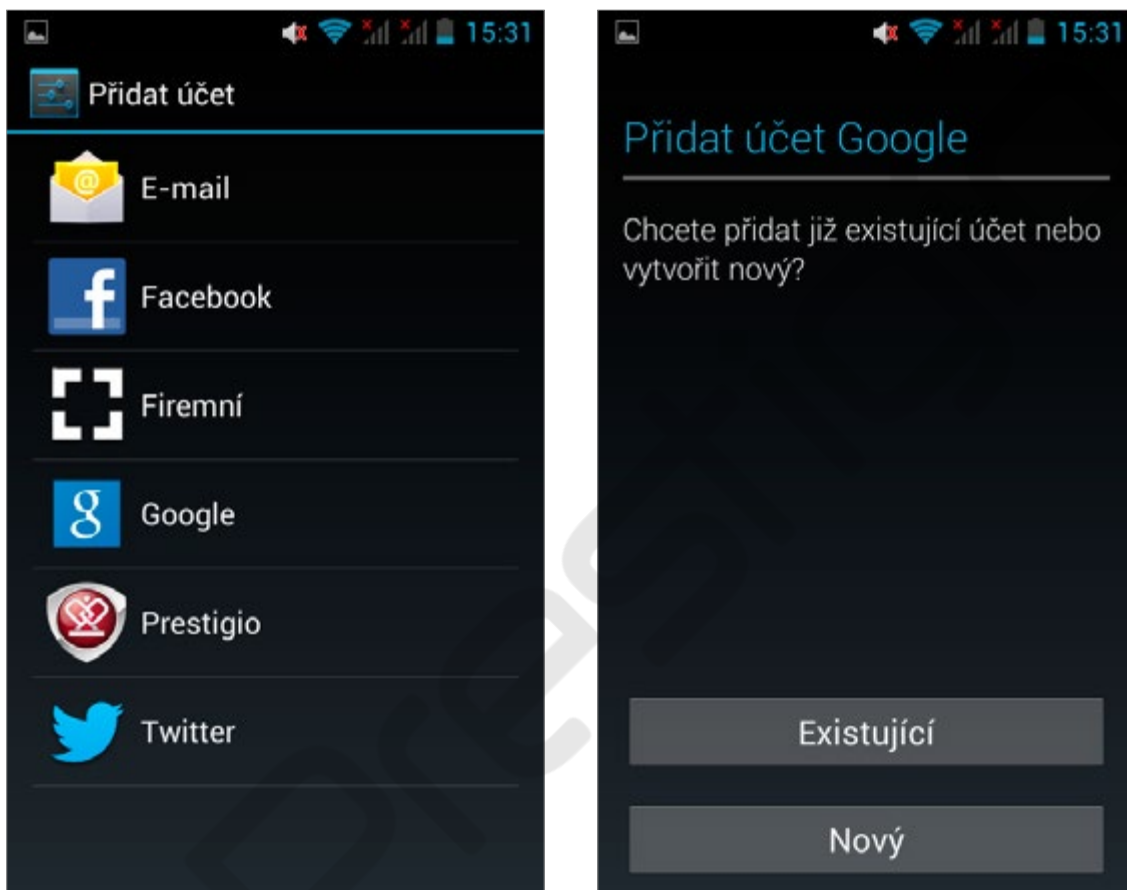 15:31
Přidat účet
E-mail
Facebook
Firemní
Google
Prestigio
Twitter
15:31
Přidat účet Google
Chcete přidat již existující účet nebo
vytvořit nový?
Existující
Nový
prestigio